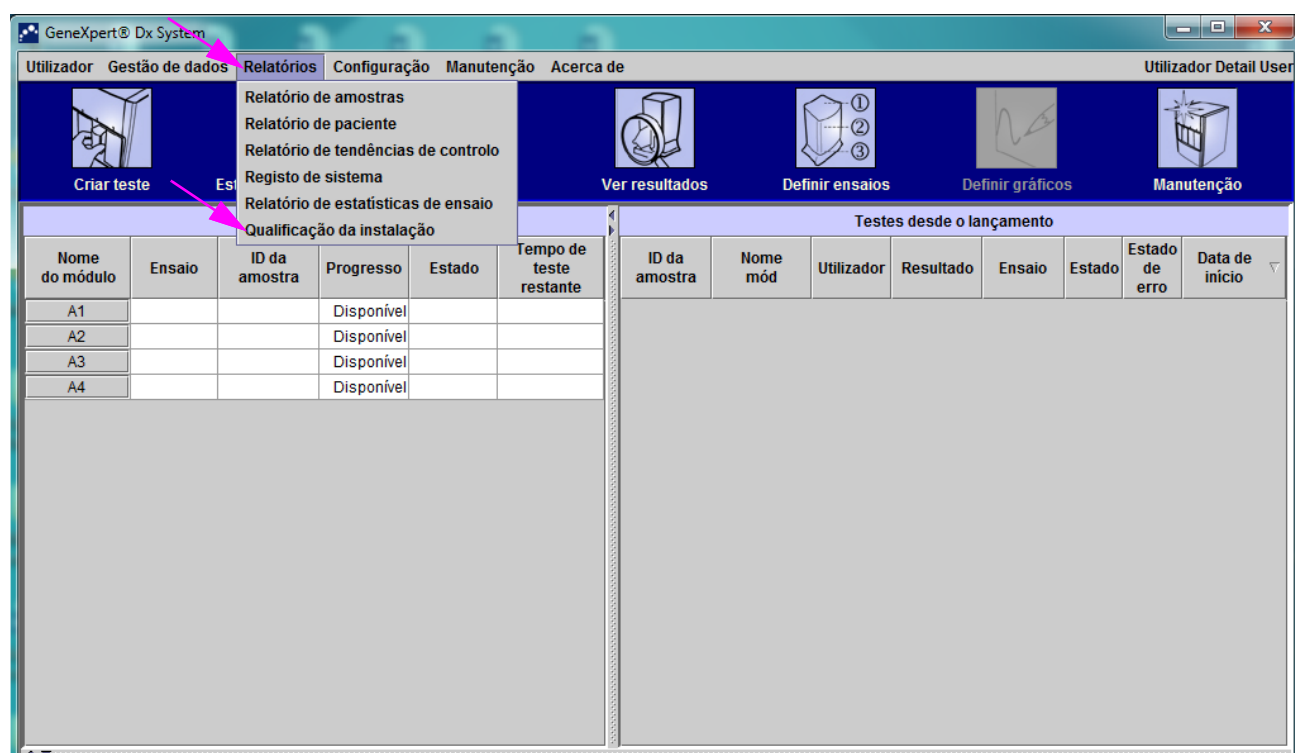 GeneXpert® Dx System
Utilizador Gestão de dados Relatórios Configuração Manutenção Acerca de Utilizador Detail User
Relatório de amostras
Relatório de paciente
Relatório de tendências de controlo
Registo de sistema
Relatório de estatísticas de ensaio
Qualificação da instalação
① ② ③
Criar teste Ver resultados Definir ensaios Definir gráficos Manutenção
Testes desde o lançamento
Nome do módulo Ensaio ID da amostra Progresso Estado Tempo de teste restante
ID da amostra Nome mód Utilizador Resultado Ensaio Estado Estado de erro Data de início
A1 Disponível
A2 Disponível
A3 Disponível
A4 Disponível